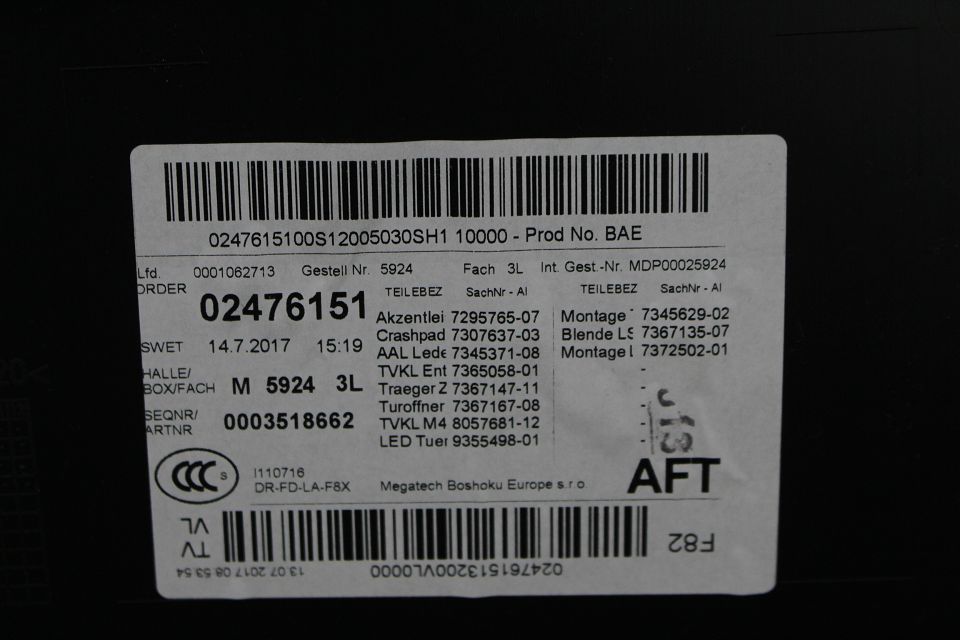 0247615100S12005030SH1 10000 - Prod No. BAE
Lfd. 0001062713 Gestell Nr. 5924 Fach 3L Int. Gest.-Nr. MDP00025924
ORDER 02476151
TEILEBEZ SachNr - AI TEILEBEZ SachNr - AI
Akzentlei 7295765-07 Montage 7345629-02
Crashpad 7307637-03 Blende LS 7367135-07
AAL Lede 7345371-08 Montage L 7372502-01
TVKL Ent 7365058-01 -
Traeger Z 7367147-11 -
Turoffner 7367167-08 -
TVKL M4 8057681-12 -
LED Tuer 9355498-01 -
SWET 14.7.2017 15:19
HALLE/
BOX/FACH M 5924 3L
SEQNR/
ARTNR 0003518662
J13
CCC S
I110716
DR-FD-LA-F8X Megatech Boshoku Europe s.r.o.
AFT
F82
TV
VL
024761513200VL0000
13.07.2017 08.53.54